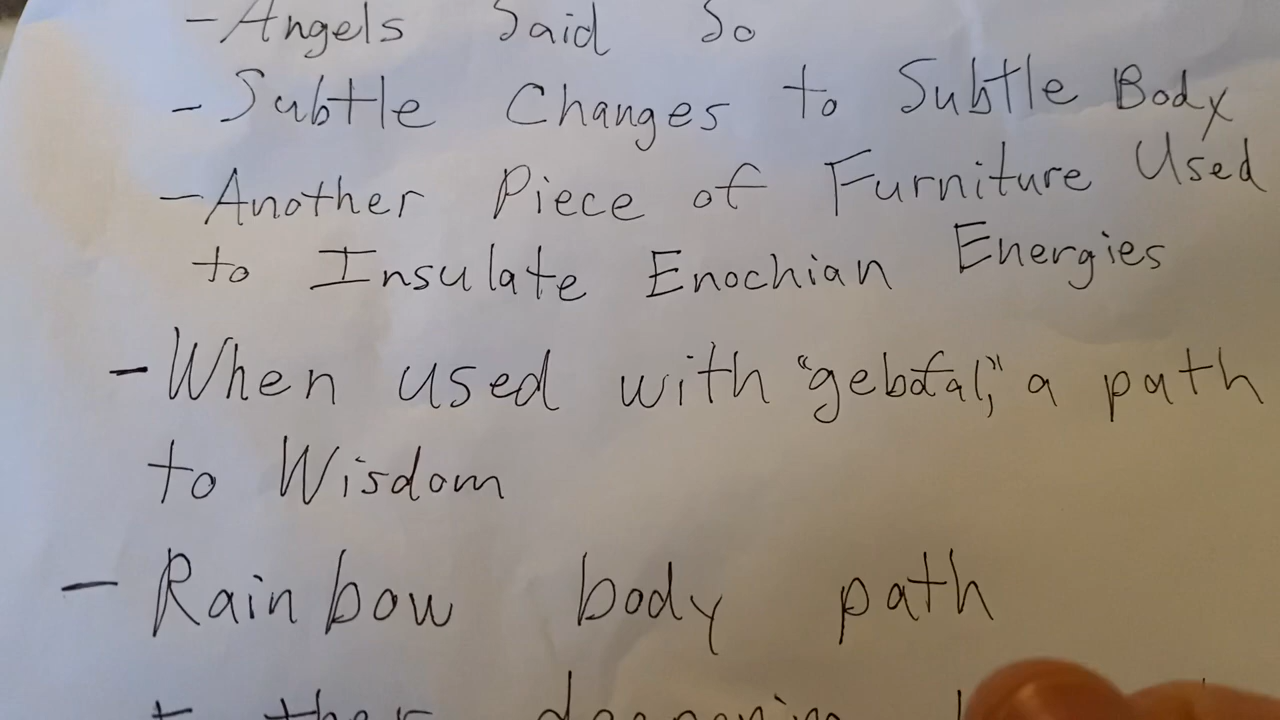 - Angels Said So
- Subtle Changes to Subtle Body
- Another Piece of Furniture Used
to Insulate Enochian Energies
- When used with "gebofal," a path
to Wisdom
- Rainbow body path